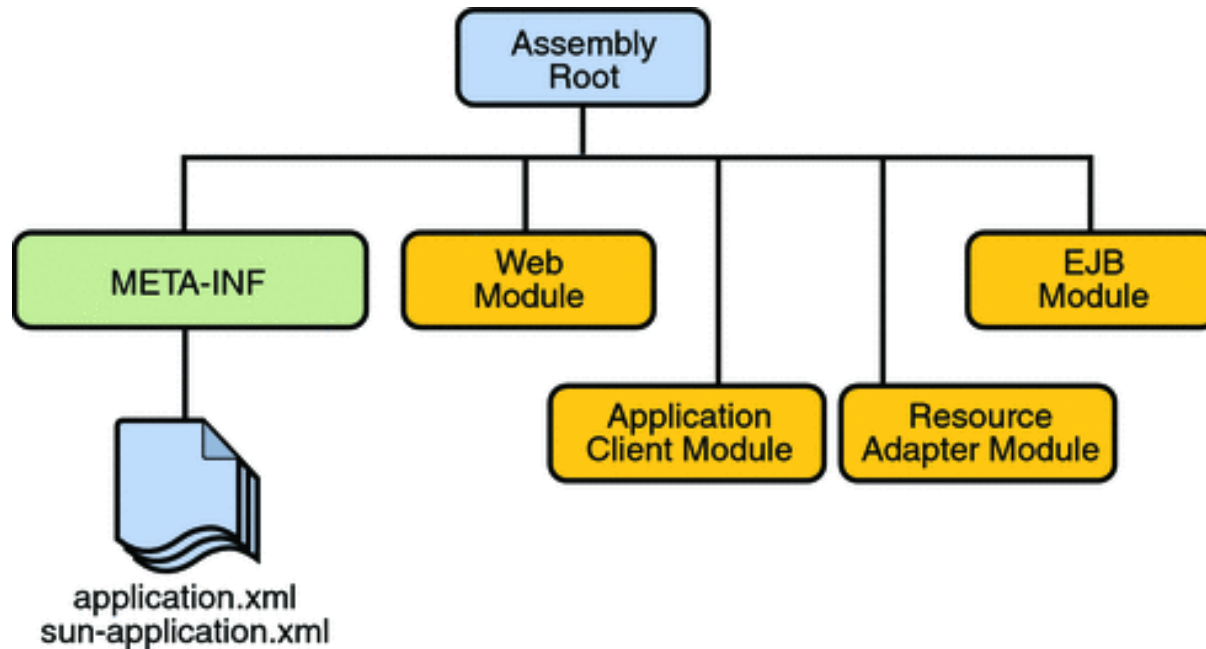 Assembly
Root
META-INF
Web
Module
EJB
Module
Application
Client Module
Resource
Adapter Module
application.xml
sun-application.xml